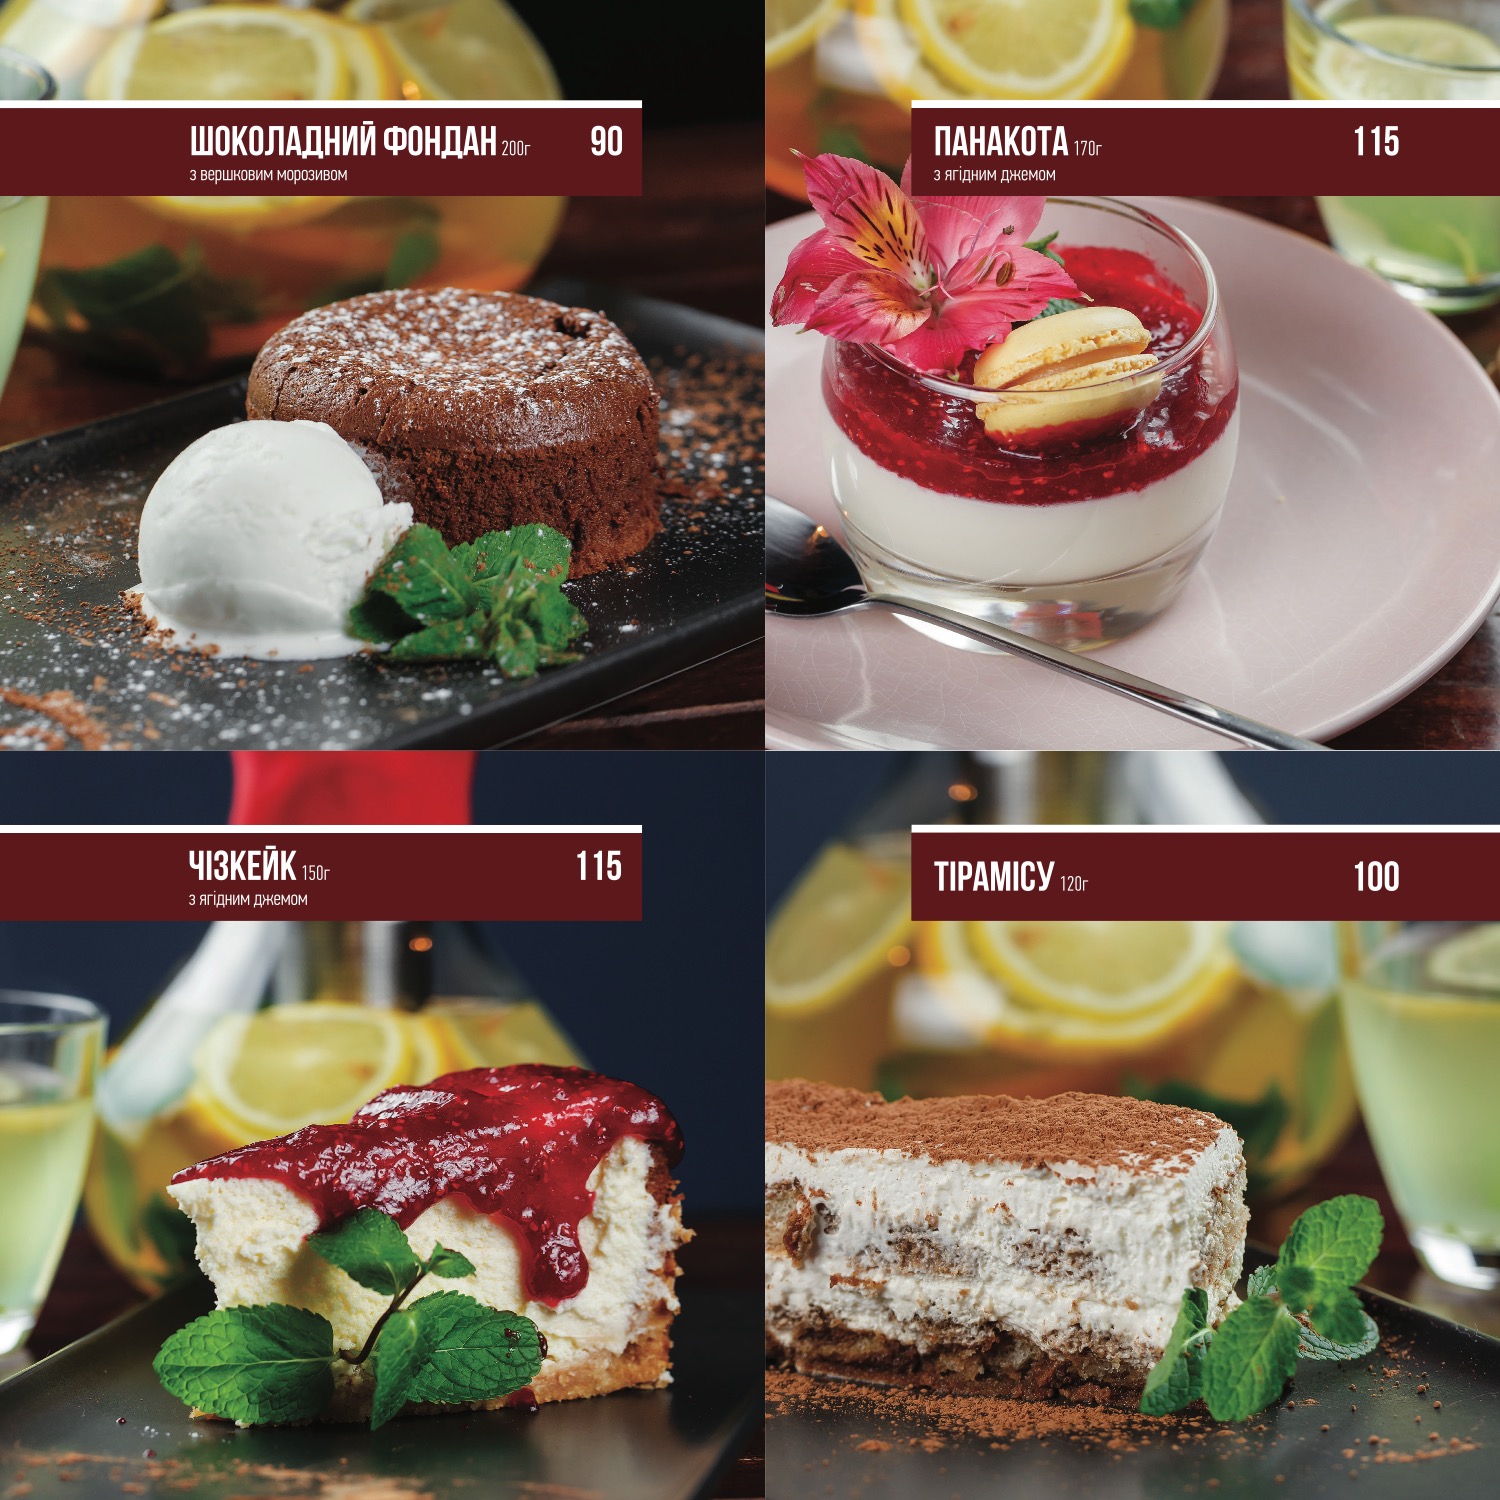 ШОКОЛАДНИЙ ФОНДАН 200г 90
з вершковим морозивом
ПАНАКОТА 170г 115
з ягідним джемом
ЧІЗКЕЙК 150г 115
з ягідним джемом
ТІРАМІСУ 120г 100